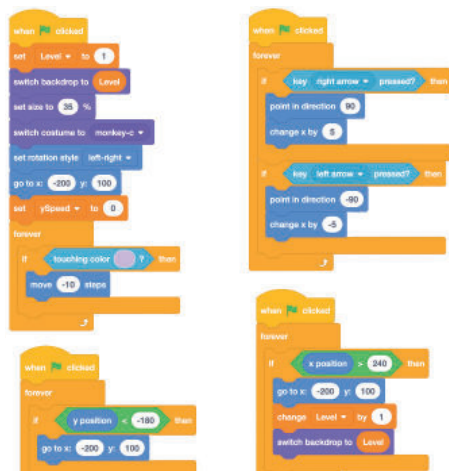 when clicked
set Level to 1
switch backdrop to Level
set size to 35 %
switch costume to monkey-c
set rotation style left-right
go to x: -200 y: 100
set ySpeed to 0
forever
if touching color ? then
move -10 steps
when clicked
forever
if y position < -180 then
go to x: -200 y: 100
when clicked
forever
if key right arrow pressed? then
point in direction 90
change x by 5
if key left arrow pressed? then
point in direction -90
change x by -5
when clicked
forever
if x position > 240 then
go to x: -200 y: 100
change Level by 1
switch backdrop to Level